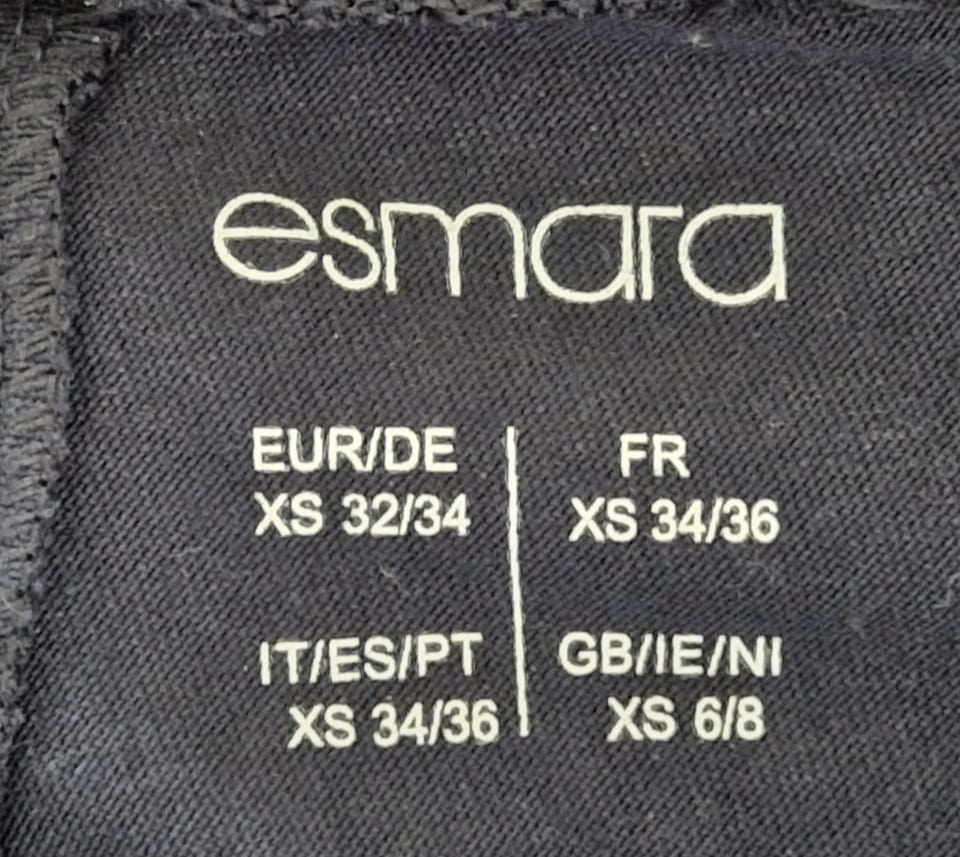 esmara
EUR/DE
XS 32/34
FR
XS 34/36
IT/ES/PT
XS 34/36
GB/IE/NI
XS 6/8